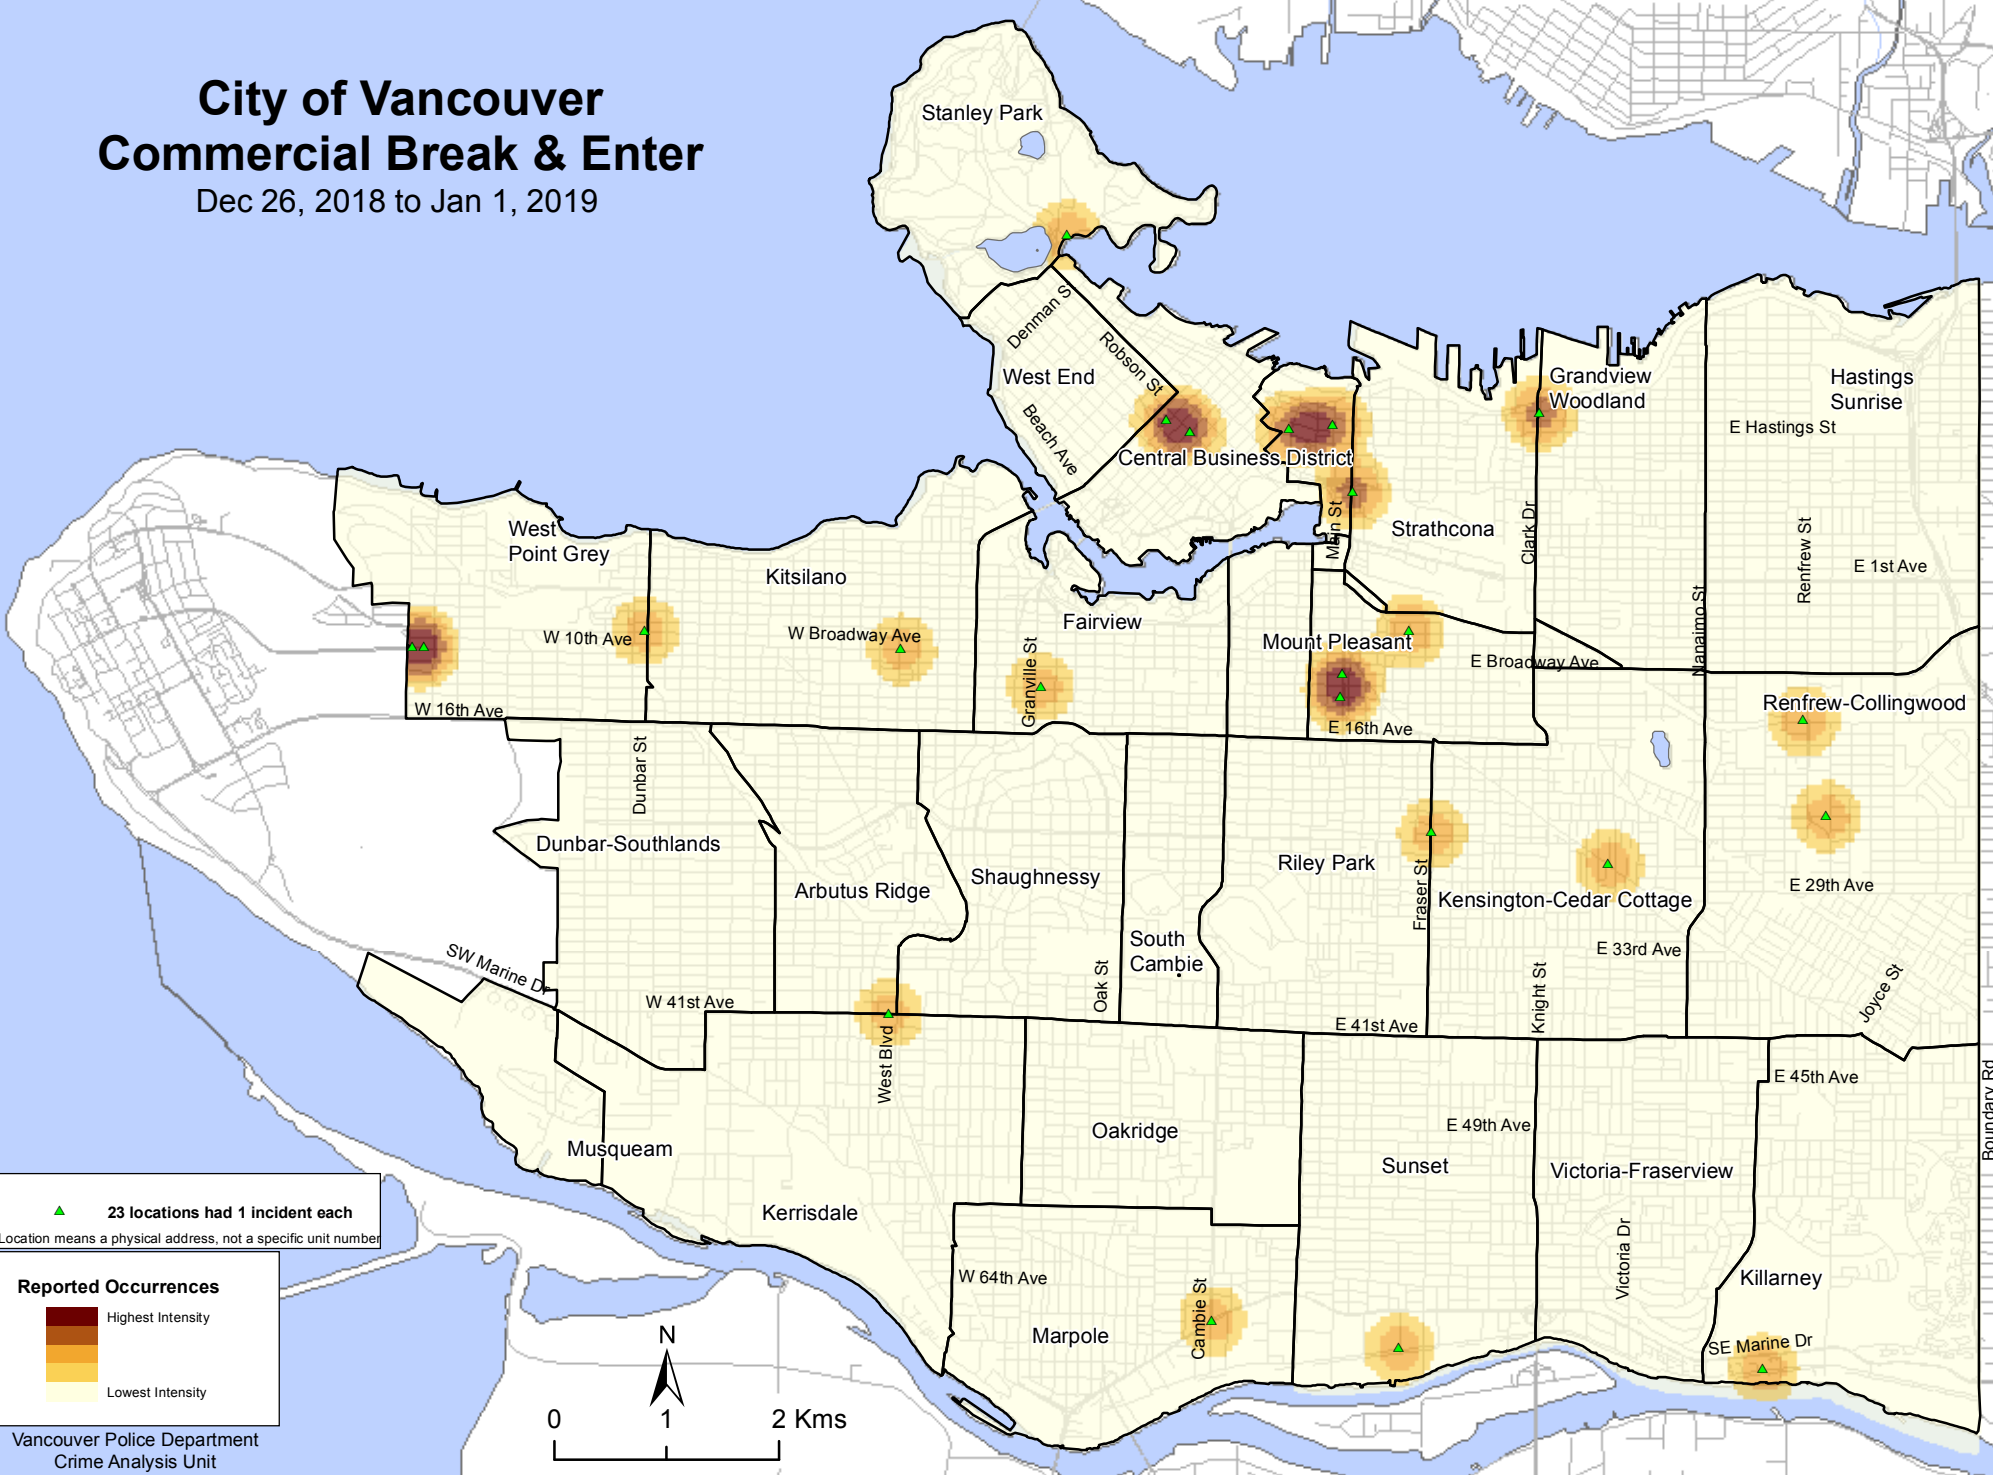 City of Vancouver
Commercial Break & Enter
Dec 26, 2018 to Jan 1, 2019
Stanley Park
Denman S
Robson St
West End
Beach Ave
Central Business District
Main St
Strathcona
Clark Dr
Grandview
Woodland
Nanaimo St
Hastings
Sunrise
E Hastings St
Renfrew St
E 1st Ave
West
Point Grey
W 10th Ave
W 16th Ave
Kitsilano
W Broadway Ave
Fairview
Granville St
Mount Pleasant
E Broadway Ave
E 16th Ave
Renfrew-Collingwood
Dunbar St
Dunbar-Southlands
Arbutus Ridge
Shaughnessy
Oak St
South
Cambie
Riley Park
Fraser St
Kensington-Cedar Cottage
E 29th Ave
E 33rd Ave
Knight St
Joyce St
SW Marine Dr
W 41st Ave
E 41st Ave
West Blvd
E 45th Ave
Boundary Rd
Musqueam
Kerrisdale
Oakridge
E 49th Ave
Sunset
Victoria-Fraserview
Victoria Dr
Killarney
W 64th Ave
Marpole
Cambie St
SE Marine Dr
23 locations had 1 incident each
Location means a physical address, not a specific unit number
Reported Occurrences
Highest Intensity
Lowest Intensity
N
0 1 2 Kms
Vancouver Police Department
Crime Analysis Unit